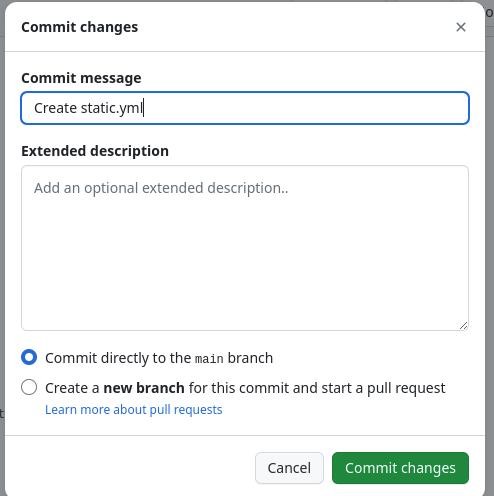 Commit changes
Commit message
Create static.yml
Extended description
Add an optional extended description..
Commit directly to the main branch
Create a new branch for this commit and start a pull request
Learn more about pull requests
Cancel
Commit changes